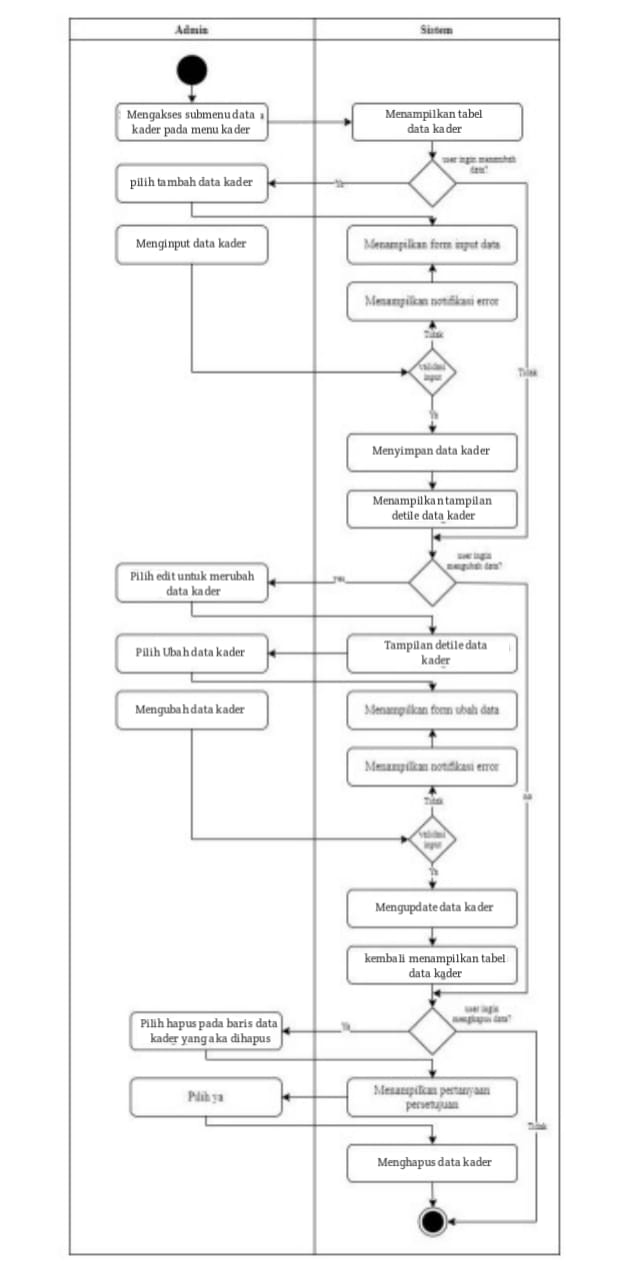 Admin
Sistem
Mengakses submenu data
kader pada menu kader
Menampilkan tabel
data kader
user ingin menambah
data?
Ya
pilih tambah data kader
Menginput data kader
Menampilkan form input data
Menampilkan notifikasi error
Tidak
validasi
input
Tidak
Ya
Menyimpan data kader
Menampilkan tampilan
detile data kader
user ingin
mengubah data?
yes
Pilih edit untuk merubah
data kader
Tampilan detile data
kader
Pilih Ubah data kader
Mengubah data kader
Menampilkan form ubah data
Menampilkan notifikasi error
Tidak
no
validasi
input
Ya
Mengupdate data kader
kembali menampilkan tabel
data kader
user ingin
menghapus data?
Ya
Pilih hapus pada baris data
kader yang aka dihapus
Menampilkan pertanyaan
persetujuan
Pilih ya
Tidak
Menghapus data kader